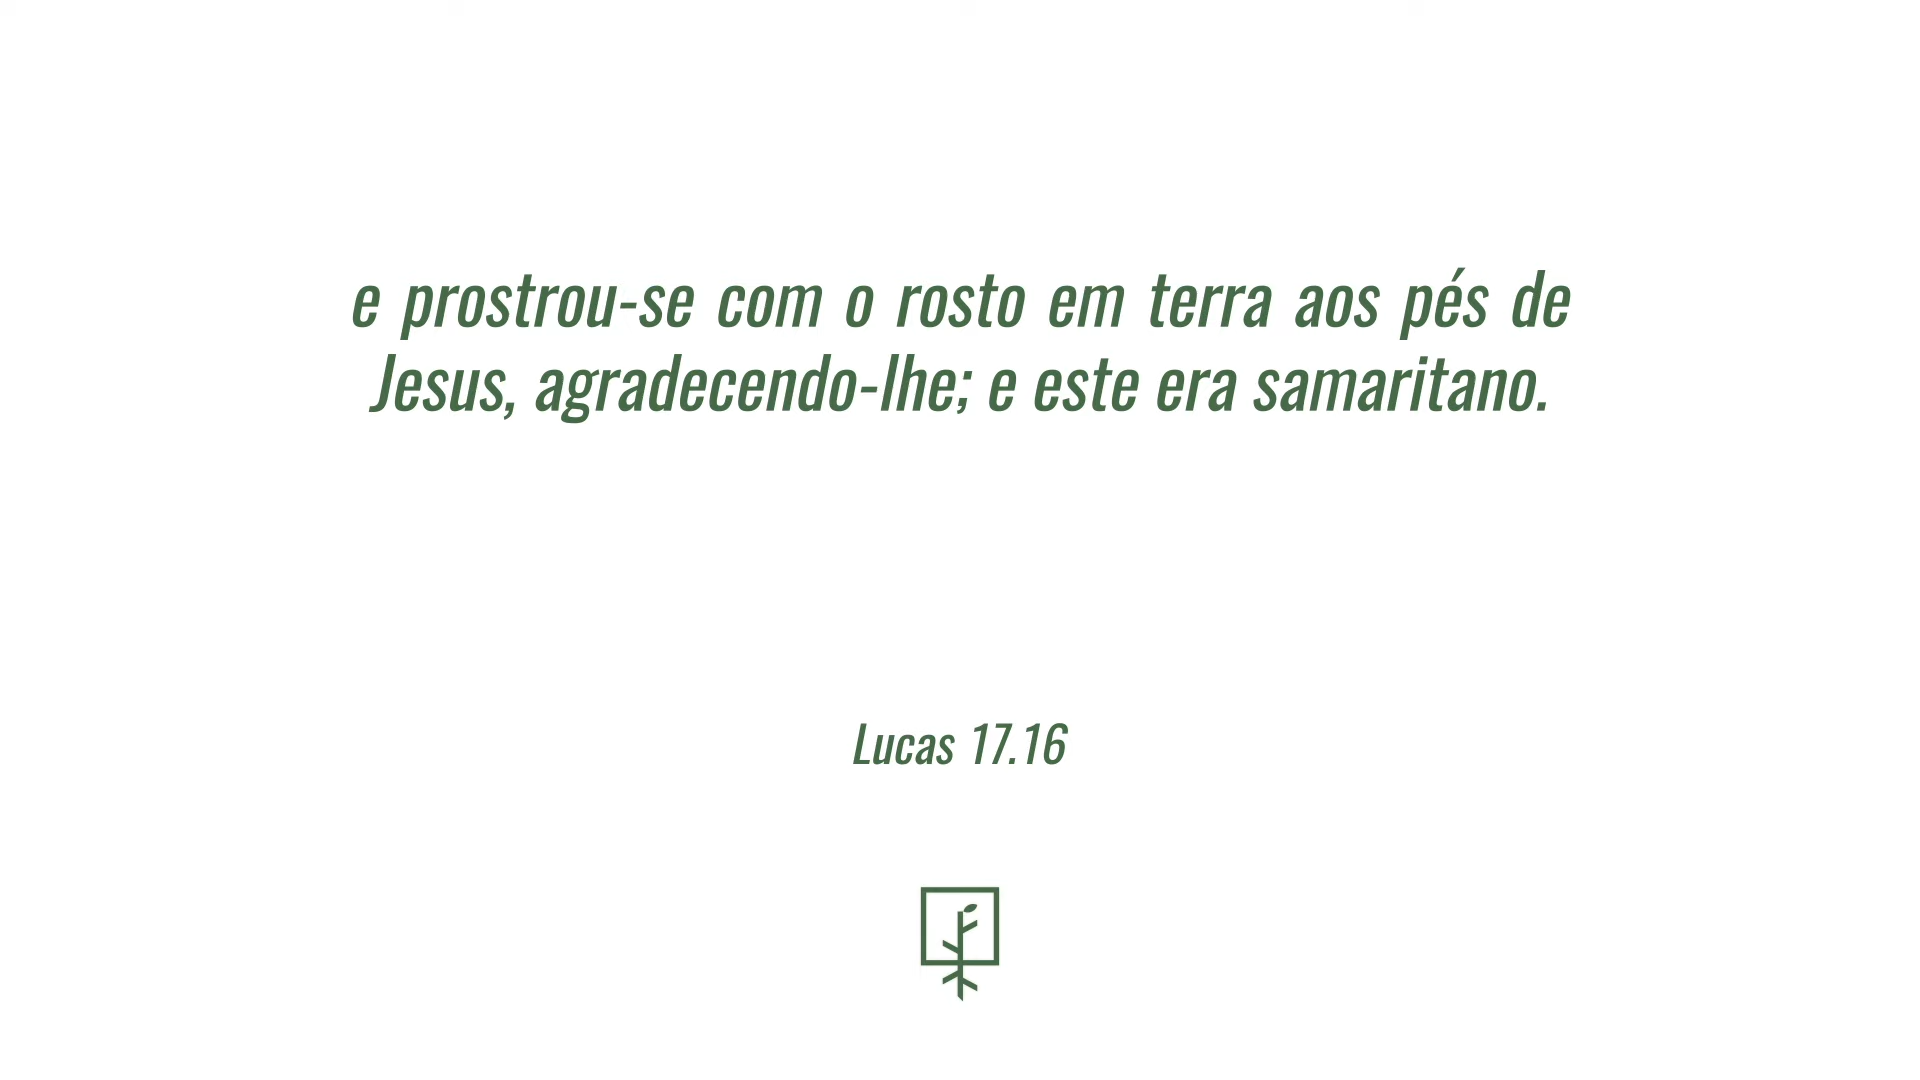 e prostrou-se com o rosto em terra aos pés de
Jesus, agradecendo-lhe; e este era samaritano.
Lucas 17.16